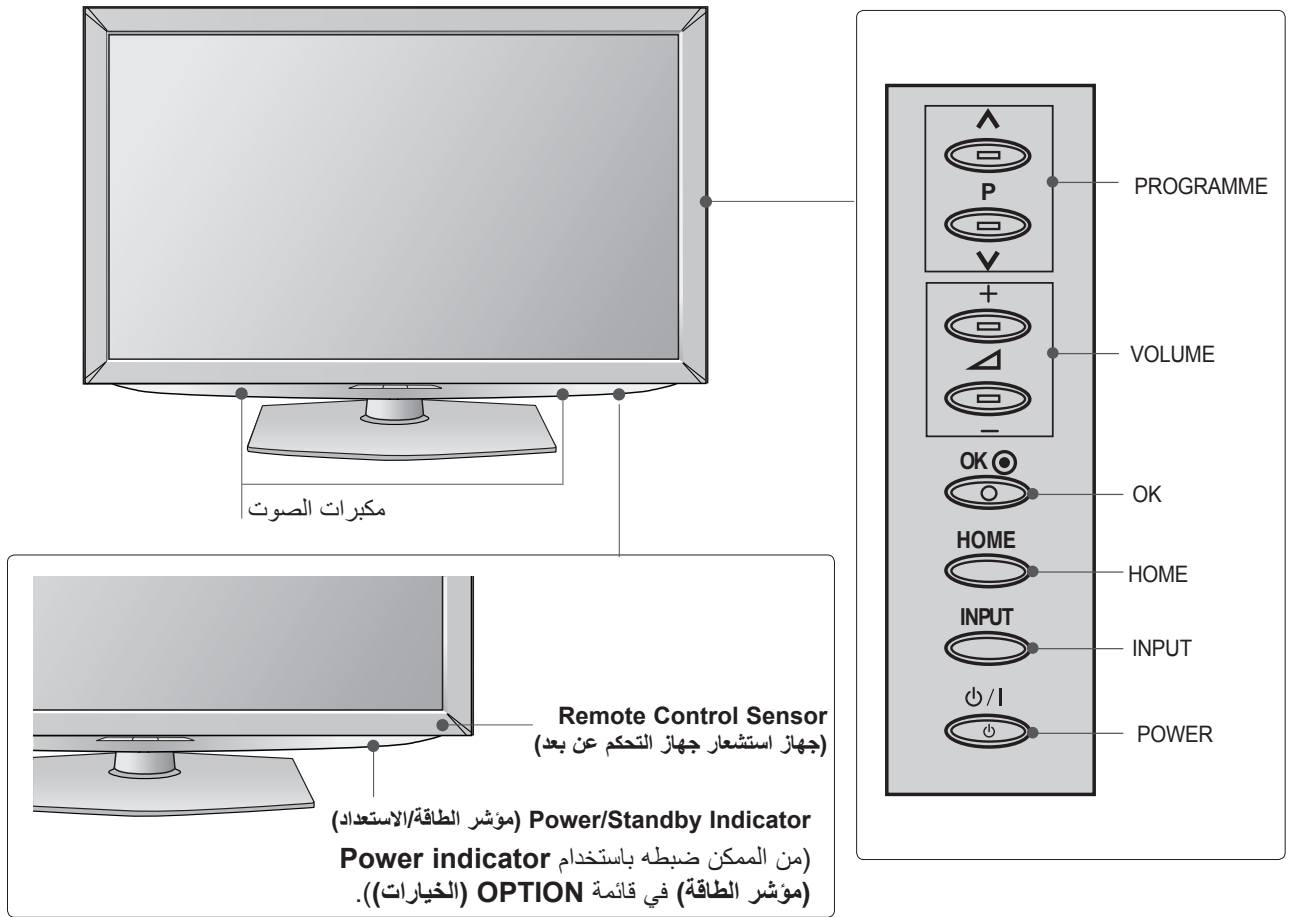 مكبرات الصوت
Remote Control Sensor
(جهاز استشعار جهاز التحكم عن بعد)
Power/Standby Indicator (مؤشر الطاقة/الاستعداد)
(من الممكن ضبطه باستخدام Power indicator
(مؤشر الطاقة) في قائمة OPTION (الخيارات)).
P
+
−
OK
HOME
INPUT
/I
PROGRAMME
VOLUME
OK
HOME
INPUT
POWER